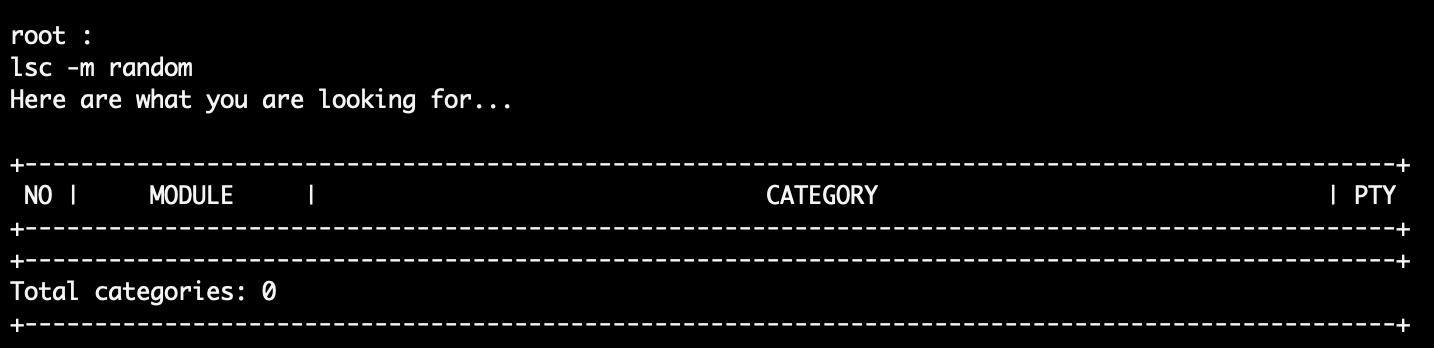 root :
lsc -m random
Here are what you are looking for...
+--------------------------------------------------------------------------------------------------+
NO |     MODULE     |                                CATEGORY                                | PTY
+--------------------------------------------------------------------------------------------------+
+--------------------------------------------------------------------------------------------------+
Total categories: 0
+--------------------------------------------------------------------------------------------------+